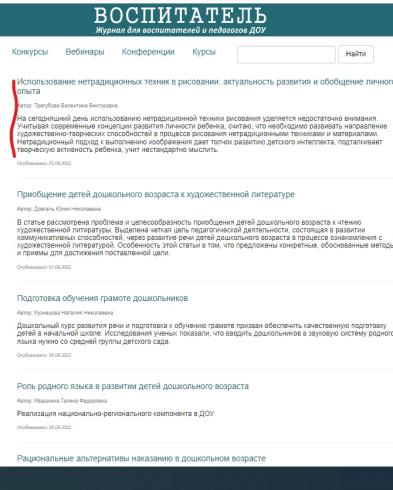 ВОСПИТАТЕЛЬ
Журнал для воспитателей и педагогов ДОУ
Конкурсы Вебинары Конференции Курсы Найти
Использование нетрадиционных техник в рисовании: актуальность развития и обобщение личного
опыта
Автор: Трегубова Валентина Викторовна
На сегодняшний день использованию нетрадиционной техники рисования уделяется недостаточно внимания.
Учитывая современные концепции развития личности ребенка, считаю, что необходимо развивать направление
художественно-творческих способностей в процессе рисования нетрадиционными техниками и материалами.
Нетрадиционный подход к выполнению изображения дает толчок развитию детского интеллекта, подталкивает
творческую активность ребенка, учит нестандартно мыслить.
Опубликовано: 03.09.2022
Приобщение детей дошкольного возраста к художественной литературе
Автор: Довгаль Юлия Николаевна
В статье рассмотрена проблема и целесообразность приобщения детей дошкольного возраста к чтению
художественной литературы. Выделена четкая цель педагогической деятельности, состоящая в развитии
коммуникативных способностей, через развитие речи детей дошкольного возраста в процессе ознакомления с
художественной литературой. Особенность этой статьи в том, что предложены конкретные, обоснованные методы
и приемы для достижения поставленной цели.
Опубликовано: 01.09.2022
Подготовка обучения грамоте дошкольников
Автор: Кузнецова Наталия Николаевна
Дошкольный курс развития речи и подготовки к обучению грамоте призван обеспечить качественную подготовку
детей в начальной школе. Исследования ученых показали, что вводить дошкольников в звуковую систему родного
языка нужно со средней группы детского сада.
Опубликовано: 28.08.2022
Роль родного языка в развитии детей дошкольного возраста
Автор: Ивашкина Галина Федоровна
Реализация национально-регионального компонента в ДОУ
Опубликовано: 28.08.2022
Рациональные альтернативы наказанию в дошкольном возрасте